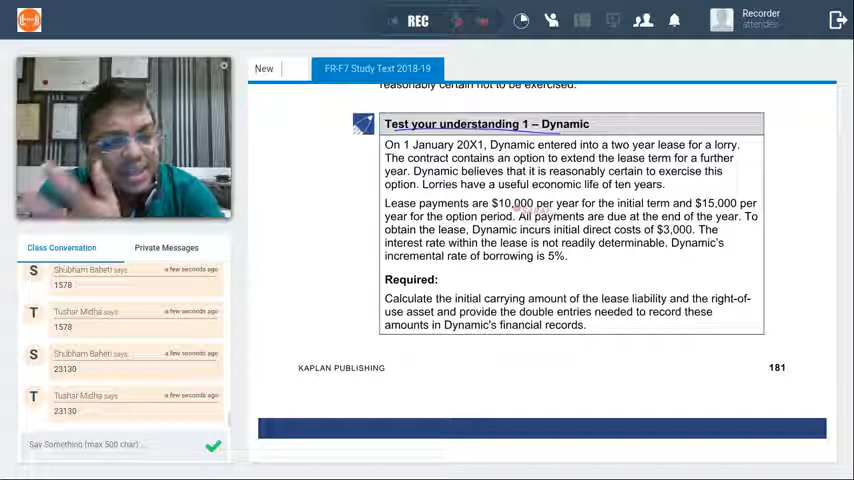 REC
Recorder
attendee
New
FR-F7 Study Text 2018-19
reasonably certain not to be exercised.
Test your understanding 1 – Dynamic
On 1 January 20X1, Dynamic entered into a two year lease for a lorry.
The contract contains an option to extend the lease term for a further
year. Dynamic believes that it is reasonably certain to exercise this
option. Lorries have a useful economic life of ten years.
Lease payments are $10,000 per year for the initial term and $15,000 per
year for the option period. All payments are due at the end of the year. To
obtain the lease, Dynamic incurs initial direct costs of $3,000. The
interest rate within the lease is not readily determinable. Dynamic's
incremental rate of borrowing is 5%.
Required:
Calculate the initial carrying amount of the lease liability and the right-of-
use asset and provide the double entries needed to record these
amounts in Dynamic's financial records.
KAPLAN PUBLISHING
181
Class Conversation
Private Messages
S
Shubham Baheti says
a few seconds ago
1578
T
Tushar Midha says
a few seconds ago
1578
S
Shubham Baheti says
a few seconds ago
23130
T
Tushar Midha says
a few seconds ago
23130
Say Something (max 500 char) ...